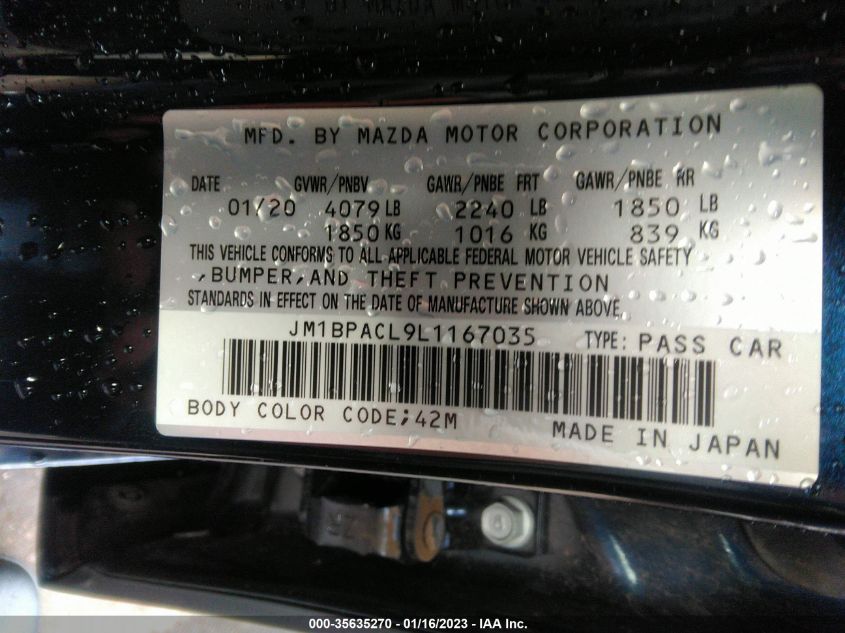 BY MAZDA MOTOR
MFD. BY MAZDA MOTOR CORPORATION
DATE GVWR/PNBV GAWR/PNBE FRT GAWR/PNBE RR
01/20 4079 LB 2240 LB 1850 LB
1850 KG 1016 KG 839 KG
THIS VEHICLE CONFORMS TO ALL APPLICABLE FEDERAL MOTOR VEHICLE SAFETY
,BUMPER,AND THEFT PREVENTION
STANDARDS IN EFFECT ON THE DATE OF MANUFACTURE SHOWN ABOVE.
JM1BPACL9L1167035 TYPE: PASS CAR
BODY COLOR CODE;42M
MADE IN JAPAN
000-35635270 - 01/16/2023 - IAA Inc.